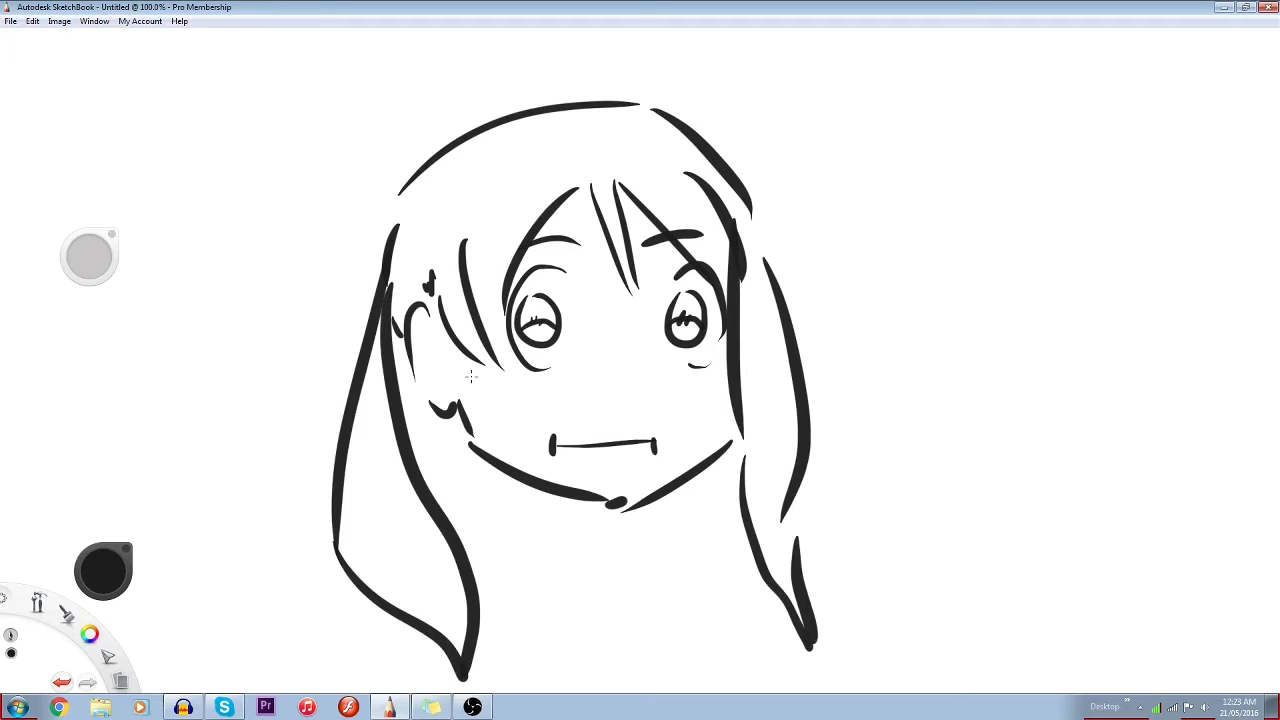 Autodesk SketchBook - Untitled @ 100.0% - Pro Membership
File Edit Image Window My Account Help
Pr
Desktop
12:23 AM
21/05/2016